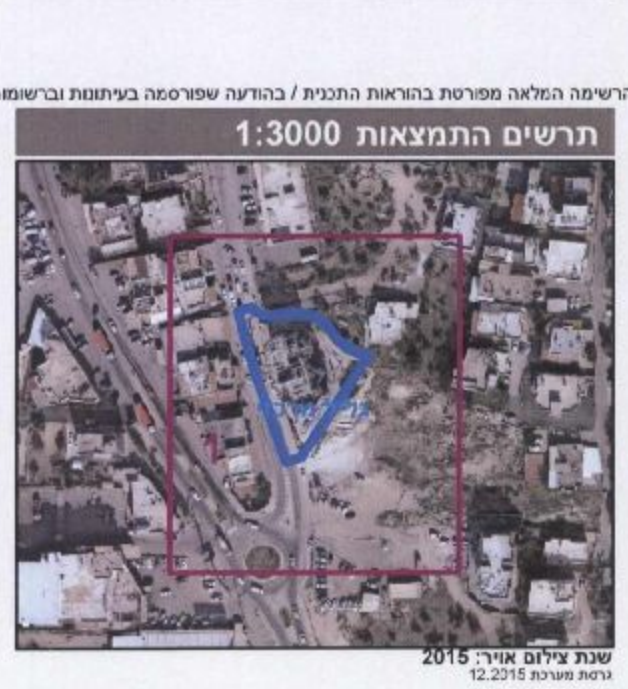 הרשימה המלאה מפורטת בהוראות התכנית / בהודעה שפורסמה בעיתונות וברשומות
תרשים התמצאות 1:3000
שנת צילום אויר: 2015
גרסת מערכת 12.2015